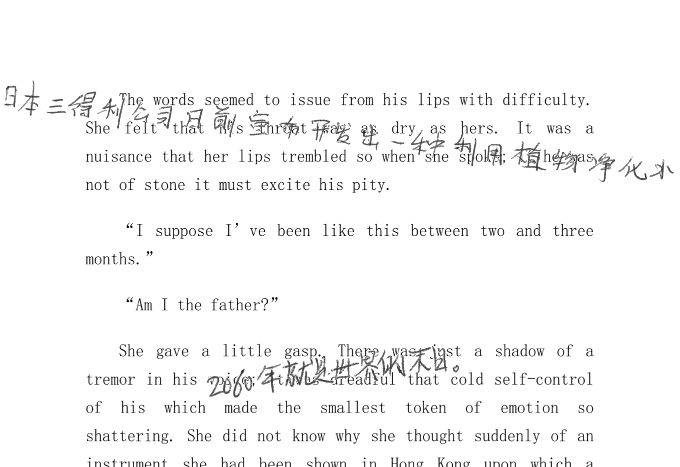 The words seemed to issue from his lips with difficulty.
日本三得利公司日前宣布开发出一种利用植物净化水
She felt that his throat was as dry as hers. It was a
nuisance that her lips trembled so when she spoke; if he was
not of stone it must excite his pity.
“I suppose I’ve been like this between two and three
months.”
“Am I the father?”
She gave a little gasp. There was just a shadow of a
2060年就是世界的末日。
tremor in his voice; it was dreadful that cold self-control
of his which made the smallest token of emotion so
shattering. She did not know why she thought suddenly of an
instrument she had been shown in Hong Kong upon which a